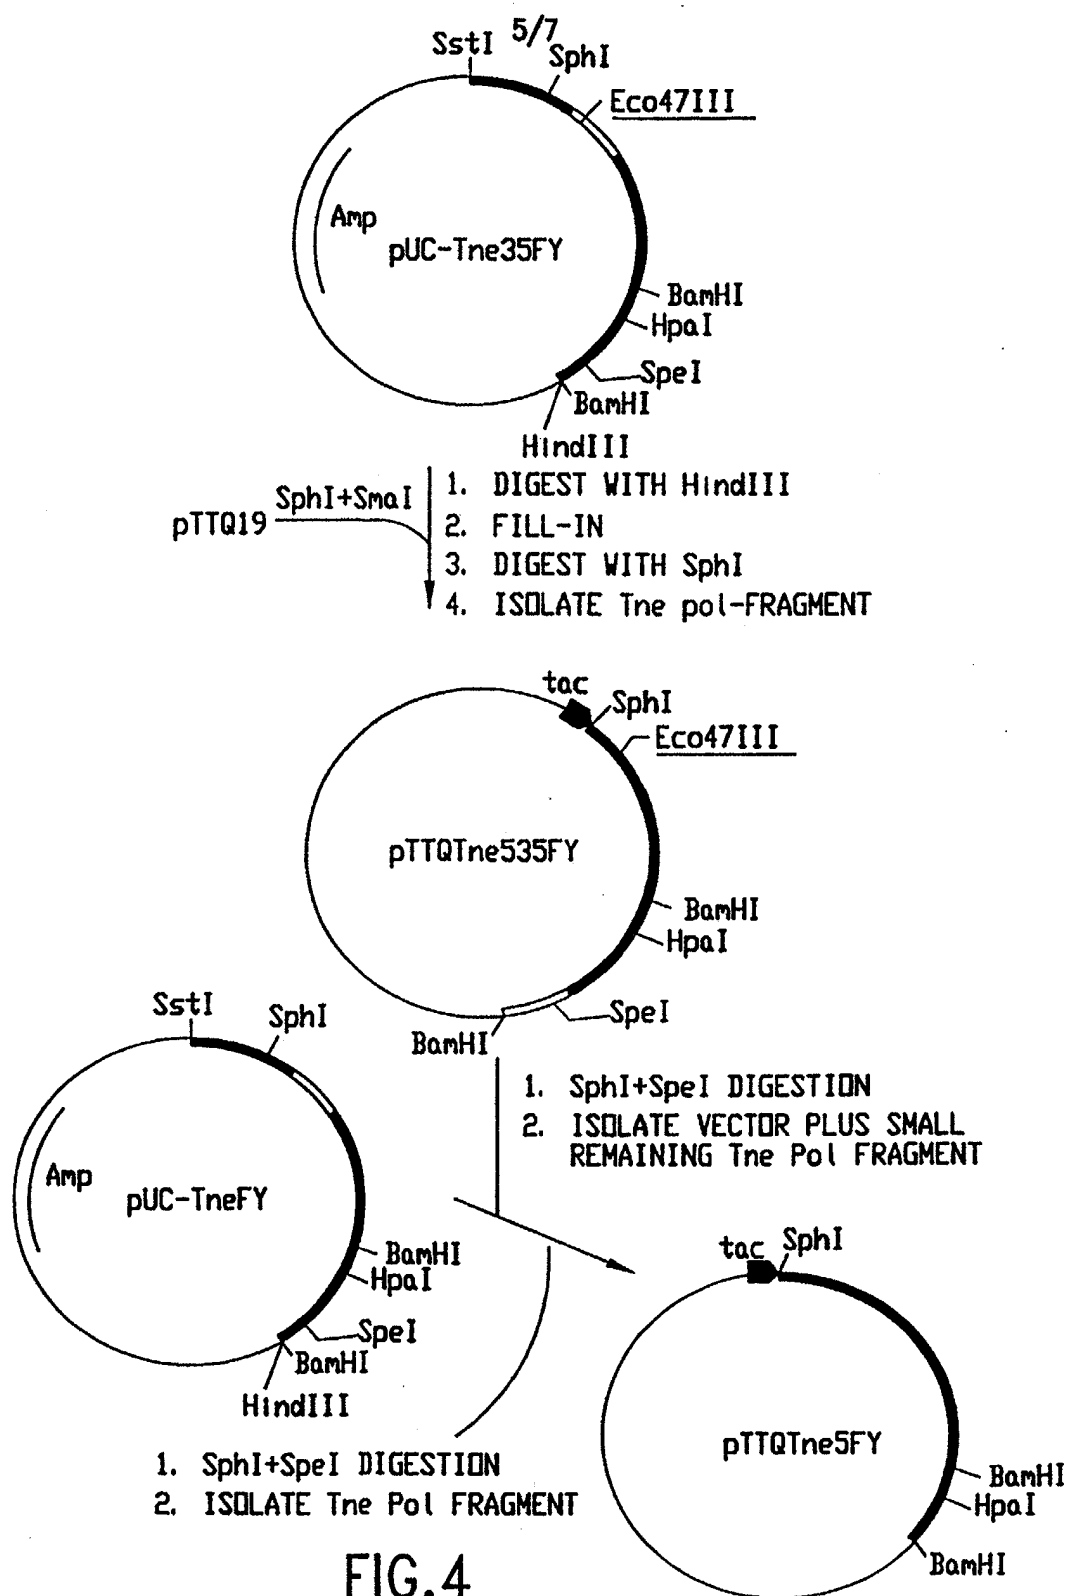 5/7
SstI
SphI
Eco47III
Amp
pUC-Tne35FY
BamHI
HpaI
SpeI
BamHI
HindIII
pTTQ19
SphI+SmaI
1. DIGEST WITH HindIII
2. FILL-IN
3. DIGEST WITH SphI
4. ISOLATE Tne pol-FRAGMENT
tac
SphI
Eco47III
pTTQTne535FY
BamHI
HpaI
SpeI
BamHI
1. SphI+SpeI DIGESTION
2. ISOLATE VECTOR PLUS SMALL
REMAINING Tne Pol FRAGMENT
SstI
SphI
Amp
pUC-TneFY
BamHI
HpaI
SpeI
BamHI
HindIII
1. SphI+SpeI DIGESTION
2. ISOLATE Tne Pol FRAGMENT
tac
SphI
pTTQTne5FY
BamHI
HpaI
BamHI
FIG.4